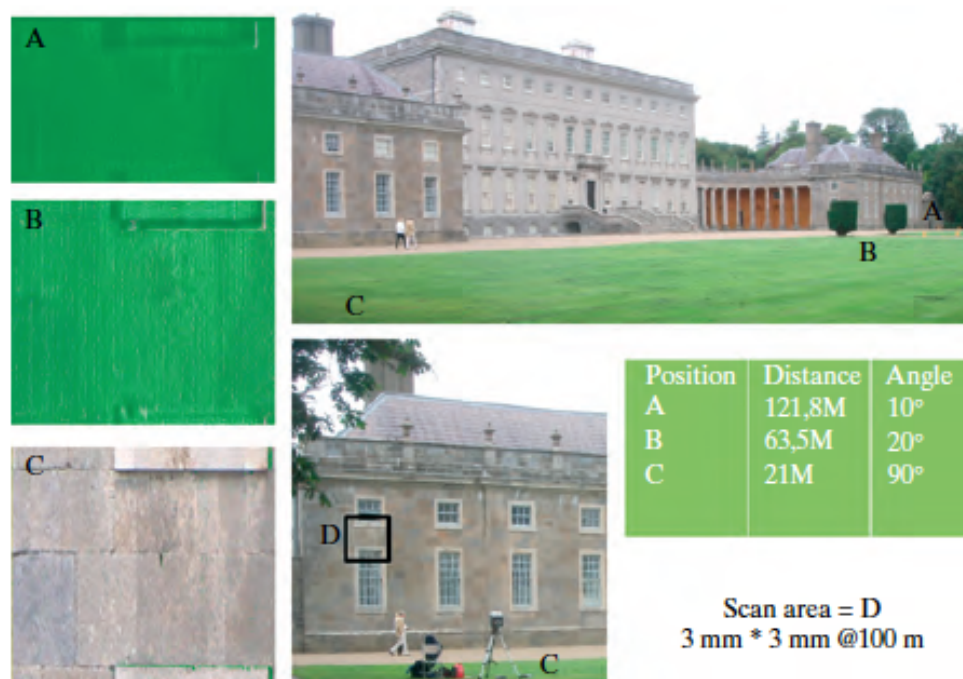 A
B
C
A
B
C
D
C
Position Distance Angle
A 121,8M 10°
B 63,5M 20°
C 21M 90°
Scan area = D
3 mm * 3 mm @100 m